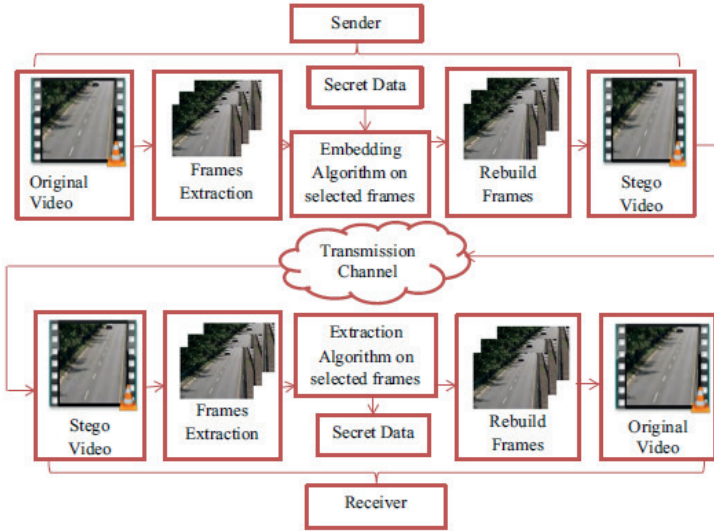 Sender
Original
Video
Frames
Extraction
Secret Data
Embedding
Algorithm on
selected frames
Rebuild
Frames
Stego
Video
Transmission
Channel
Stego
Video
Frames
Extraction
Extraction
Algorithm on
selected frames
Secret Data
Rebuild
Frames
Original
Video
Receiver